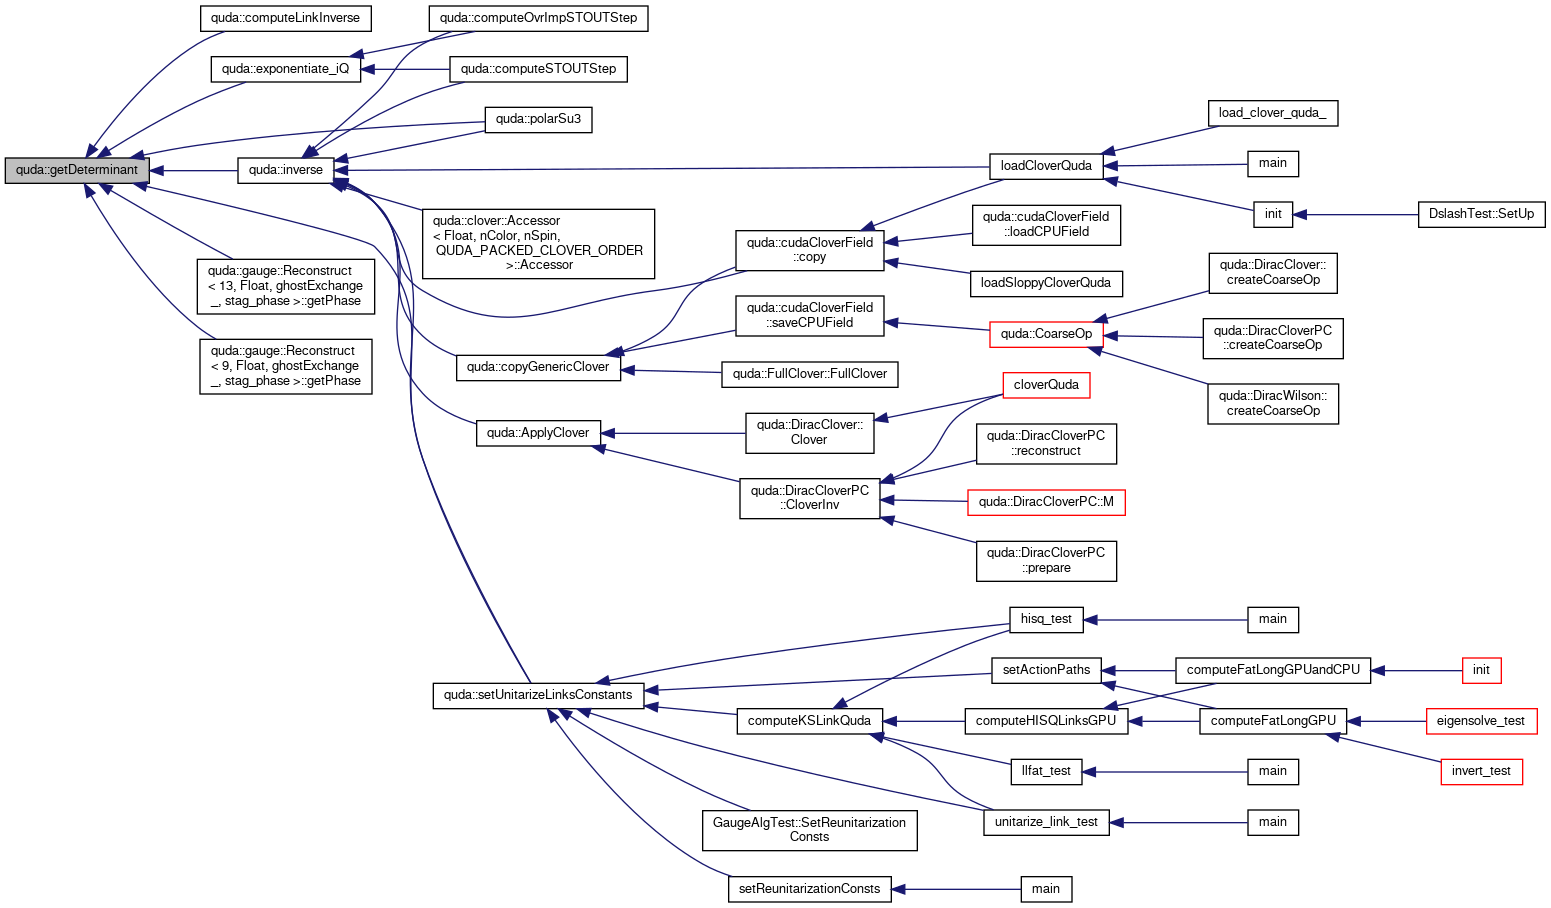 quda::getDeterminant
quda::computeLinkInverse
quda::exponentiate_iQ
quda::inverse
quda::gauge::Reconstruct
< 13, Float, ghostExchange
_, stag_phase >::getPhase
quda::gauge::Reconstruct
< 9, Float, ghostExchange
_, stag_phase >::getPhase
quda::computeOvrImpSTOUTStep
quda::computeSTOUTStep
quda::polarSu3
quda::clover::Accessor
< Float, nColor, nSpin,
QUDA_PACKED_CLOVER_ORDER
>::Accessor
quda::copyGenericClover
quda::ApplyClover
quda::setUnitarizeLinksConstants
quda::cudaCloverField
::copy
quda::cudaCloverField
::saveCPUField
quda::FullClover::FullClover
quda::DiracClover::
Clover
quda::DiracCloverPC
::CloverInv
computeKSLinkQuda
GaugeAlgTest::SetReunitarization
Consts
setReunitarizationConsts
loadCloverQuda
quda::cudaCloverField
::loadCPUField
loadSloppyCloverQuda
quda::CoarseOp
cloverQuda
quda::DiracCloverPC
::reconstruct
quda::DiracCloverPC::M
quda::DiracCloverPC
::prepare
hisq_test
setActionPaths
computeHISQLinksGPU
llfat_test
unitarize_link_test
main
load_clover_quda_
main
init
quda::DiracClover::
createCoarseOp
quda::DiracCloverPC
::createCoarseOp
quda::DiracWilson::
createCoarseOp
main
computeFatLongGPUandCPU
computeFatLongGPU
main
main
DslashTest::SetUp
init
eigensolve_test
invert_test